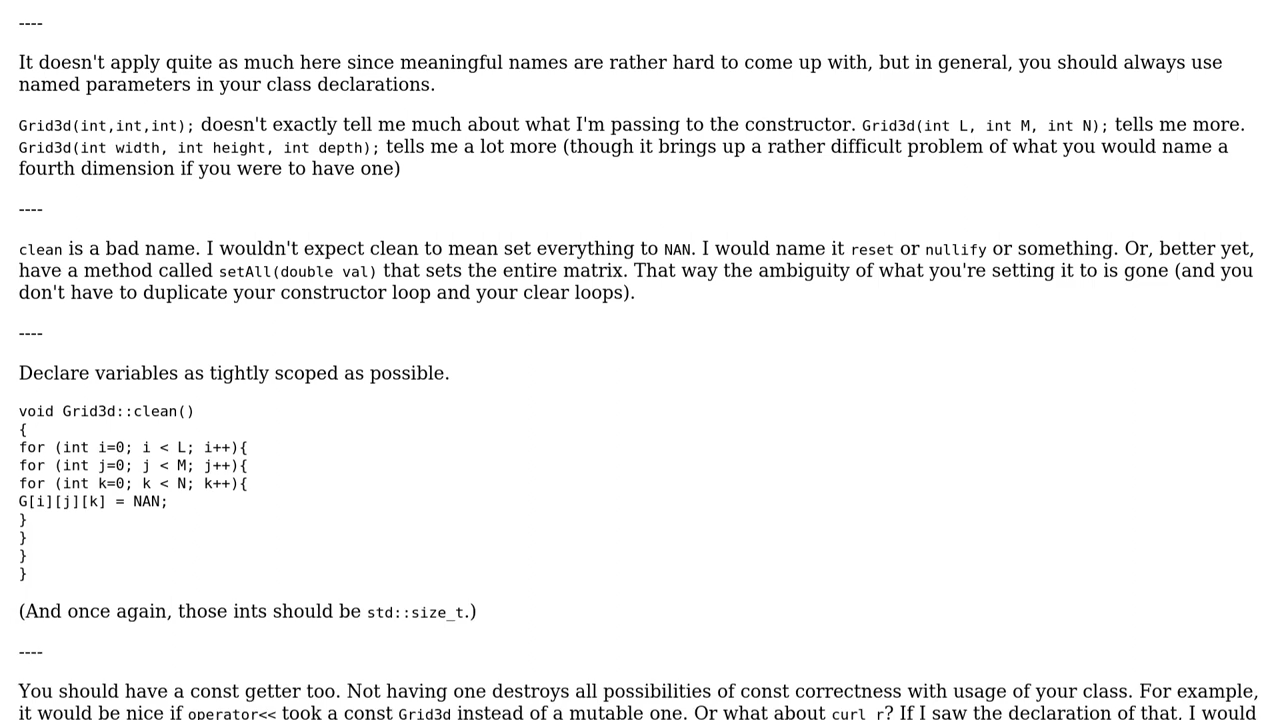 ----
It doesn't apply quite as much here since meaningful names are rather hard to come up with, but in general, you should always use
named parameters in your class declarations.
Grid3d(int,int,int); doesn't exactly tell me much about what I'm passing to the constructor. Grid3d(int L, int M, int N); tells me more.
Grid3d(int width, int height, int depth); tells me a lot more (though it brings up a rather difficult problem of what you would name a
fourth dimension if you were to have one)
----
clean is a bad name. I wouldn't expect clean to mean set everything to NAN. I would name it reset or nullify or something. Or, better yet,
have a method called setAll(double val) that sets the entire matrix. That way the ambiguity of what you're setting it to is gone (and you
don't have to duplicate your constructor loop and your clear loops).
----
Declare variables as tightly scoped as possible.
void Grid3d::clean()
{
for (int i=0; i < L; i++){
for (int j=0; j < M; j++){
for (int k=0; k < N; k++){
G[i][j][k] = NAN;
}
}
}
}
(And once again, those ints should be std::size_t.)
----
You should have a const getter too. Not having one destroys all possibilities of const correctness with usage of your class. For example,
it would be nice if operator<< took a const Grid3d instead of a mutable one. Or what about curl_r? If I saw the declaration of that, I would